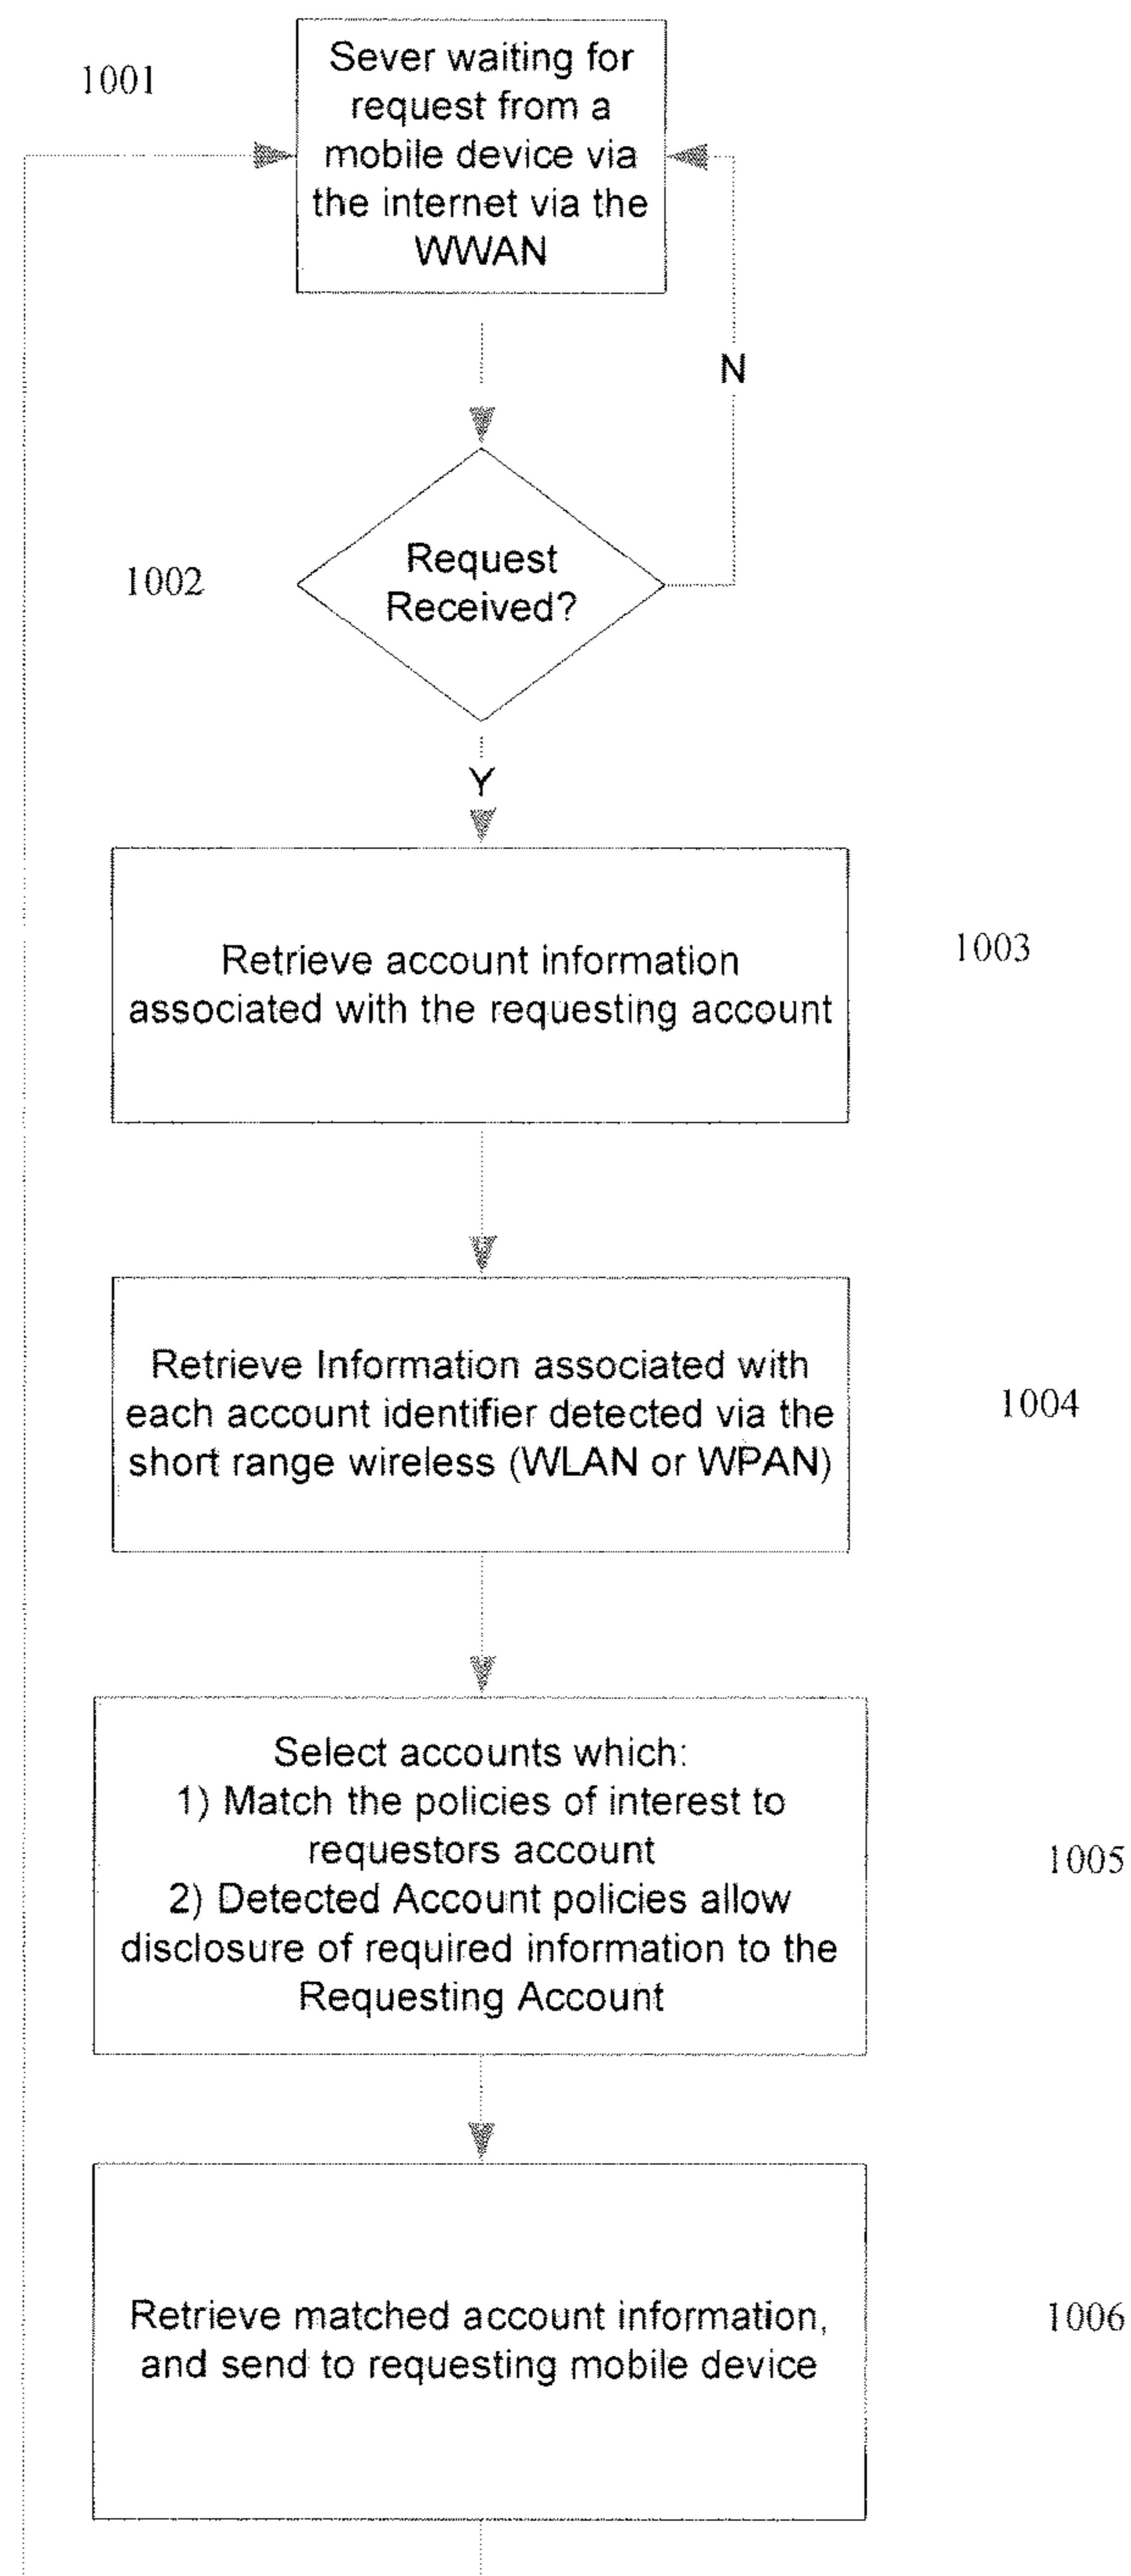 1001
Sever waiting for
request from a
mobile device via
the internet via the
WWAN
N
1002
Request
Received?
Y
1003
Retrieve account information
associated with the requesting account
1004
Retrieve Information associated with
each account identifier detected via the
short range wireless (WLAN or WPAN)
Select accounts which:
1) Match the policies of interest to
requestors account
1005
2) Detected Account policies allow
disclosure of required information to the
Requesting Account
1006
Retrieve matched account information,
and send to requesting mobile device